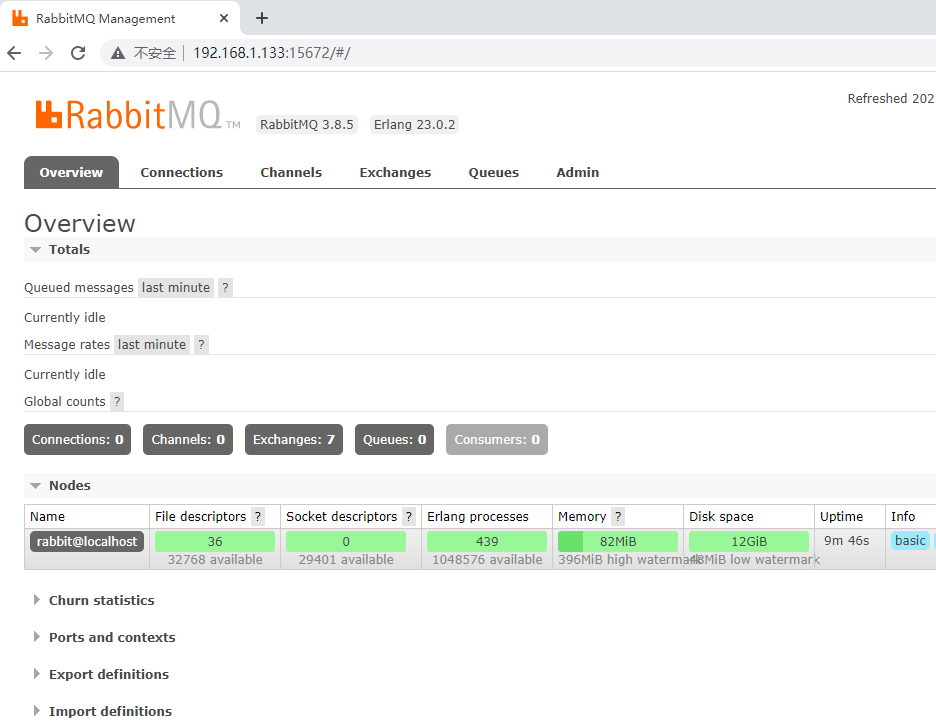 RabbitMQ Management
不安全 192.168.1.133:15672/#/
Refreshed 202
RabbitMQ TM RabbitMQ 3.8.5 Erlang 23.0.2
Overview Connections Channels Exchanges Queues Admin
Overview
Totals
Queued messages last minute ?
Currently idle
Message rates last minute ?
Currently idle
Global counts ?
Connections: 0 Channels: 0 Exchanges: 7 Queues: 0 Consumers: 0
Nodes
Name File descriptors ? Socket descriptors ? Erlang processes Memory ? Disk space Uptime Info
rabbit@localhost 36 0 439 82MiB 12GiB 9m 46s basic
32768 available 29401 available 1048576 available 396MiB high watermark 48MiB low watermark
Churn statistics
Ports and contexts
Export definitions
Import definitions